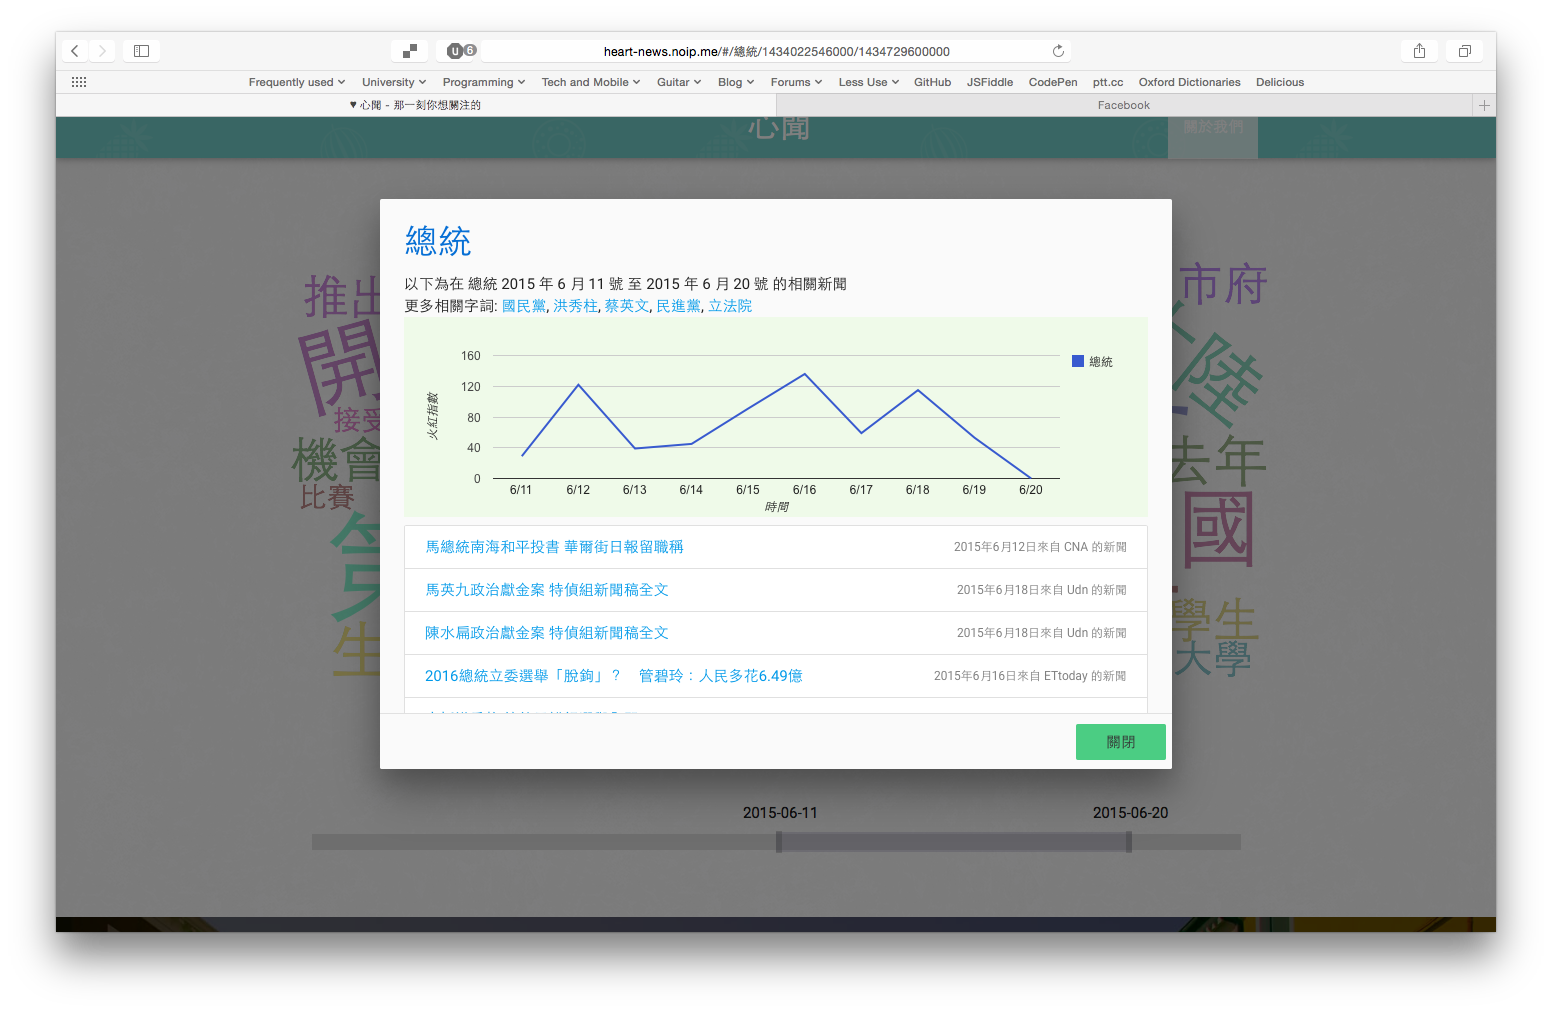 u 6
heart-news.noip.me/#/總統/1434022546000/1434729600000
Frequently used University Programming Tech and Mobile Guitar Blog Forums Less Use GitHub JSFiddle CodePen ptt.cc Oxford Dictionaries Delicious
♥ 心聞 - 那一刻你想關注的
Facebook
心聞
關於我們
推出
開
接受
機會
比賽
生
市府
陸
去年
國
學生
大學
總統
以下為在 總統 2015 年 6 月 11 號 至 2015 年 6 月 20 號 的相關新聞
更多相關字詞: 國民黨, 洪秀柱, 蔡英文, 民進黨, 立法院
160
120
80
40
0
火紅指數
總統
6/11 6/12 6/13 6/14 6/15 6/16 6/17 6/18 6/19 6/20
時間
馬總統南海和平投書 華爾街日報留職稱 2015年6月12日來自 CNA 的新聞
馬英九政治獻金案 特偵組新聞稿全文 2015年6月18日來自 Udn 的新聞
陳水扁政治獻金案 特偵組新聞稿全文 2015年6月18日來自 Udn 的新聞
2016總統立委選舉「脫鉤」？ 管碧玲：人民多花6.49億 2015年6月16日來自 ETtoday 的新聞
關閉
2015-06-11
2015-06-20